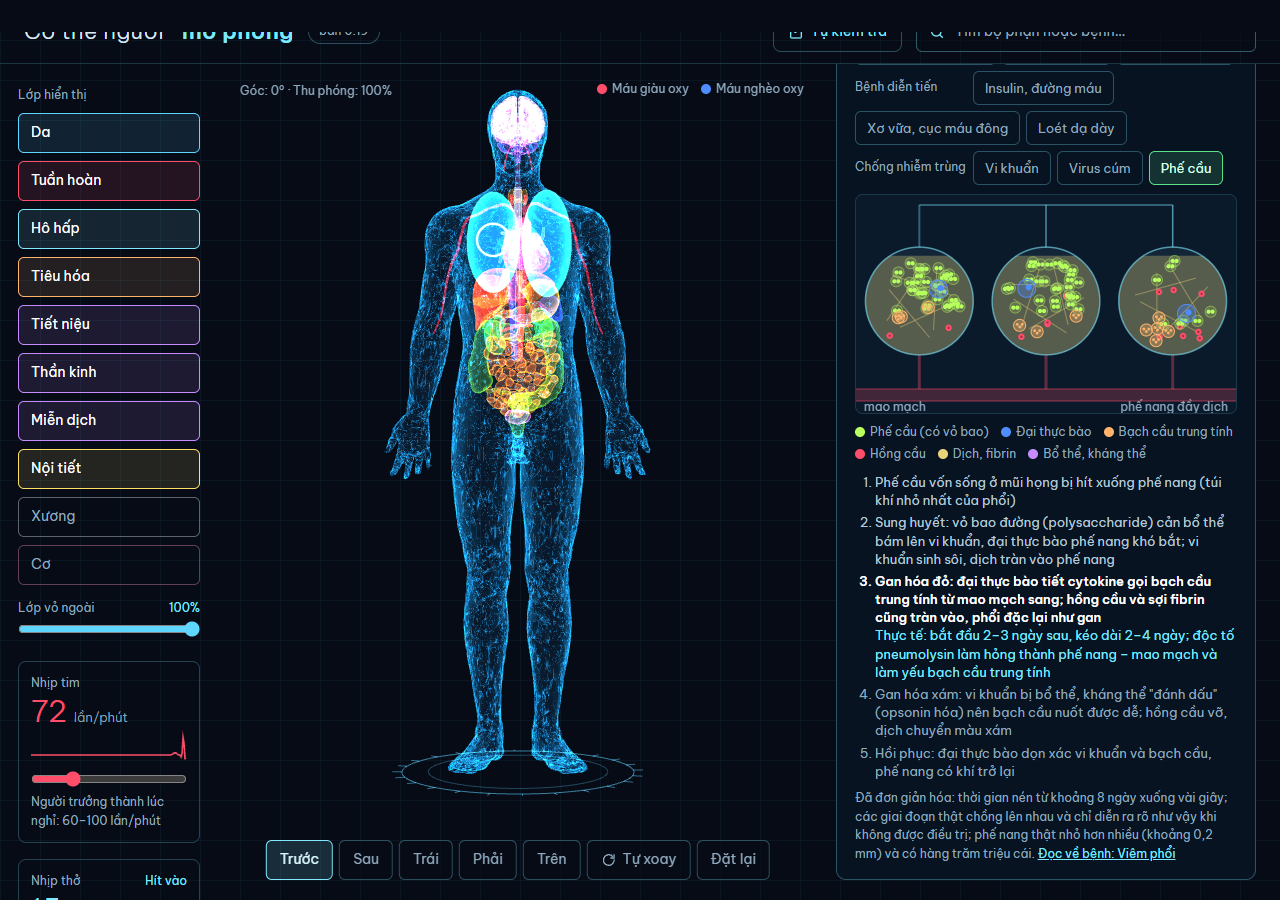 Cơ thể người mô phỏng
bản 0.19
Tự kiểm tra
Tìm bộ phận hoặc bệnh...
Lớp hiển thị
Da
Tuần hoàn
Hô hấp
Tiêu hóa
Tiết niệu
Thần kinh
Miễn dịch
Nội tiết
Xương
Cơ
Lớp vỏ ngoài 100%
Nhịp tim
72 lần/phút
Người trưởng thành lúc
nghỉ: 60–100 lần/phút
Nhịp thở Hít vào
Góc: 0° · Thu phóng: 100%
Máu giàu oxy Máu nghèo oxy
Trước Sau Trái Phải Trên Tự xoay Đặt lại
Bệnh diễn tiến Insulin, đường máu
Xơ vữa, cục máu đông Loét dạ dày
Chống nhiễm trùng Vi khuẩn Virus cúm Phế cầu
mao mạch phế nang đầy dịch
Phế cầu (có vỏ bao) Đại thực bào Bạch cầu trung tính
Hồng cầu Dịch, fibrin Bổ thể, kháng thể
1. Phế cầu vốn sống ở mũi họng bị hít xuống phế nang (túi
khí nhỏ nhất của phổi)
2. Sung huyết: vỏ bao đường (polysaccharide) cản bổ thể
bám lên vi khuẩn, đại thực bào phế nang khó bắt; vi
khuẩn sinh sôi, dịch tràn vào phế nang
3. Gan hóa đỏ: đại thực bào tiết cytokine gọi bạch cầu
trung tính từ mao mạch sang; hồng cầu và sợi fibrin
cũng tràn vào, phổi đặc lại như gan
Thực tế: bắt đầu 2–3 ngày sau, kéo dài 2–4 ngày; độc tố
pneumolysin làm hỏng thành phế nang – mao mạch và
làm yếu bạch cầu trung tính
4. Gan hóa xám: vi khuẩn bị bổ thể, kháng thể "đánh dấu"
(opsonin hóa) nên bạch cầu nuốt được dễ; hồng cầu vỡ,
dịch chuyển màu xám
5. Hồi phục: đại thực bào dọn xác vi khuẩn và bạch cầu,
phế nang có khí trở lại
Đã đơn giản hóa: thời gian nén từ khoảng 8 ngày xuống vài giây;
các giai đoạn thật chồng lên nhau và chỉ diễn ra rõ như vậy khi
không được điều trị; phế nang thật nhỏ hơn nhiều (khoảng 0,2
mm) và có hàng trăm triệu cái. Đọc về bệnh: Viêm phổi